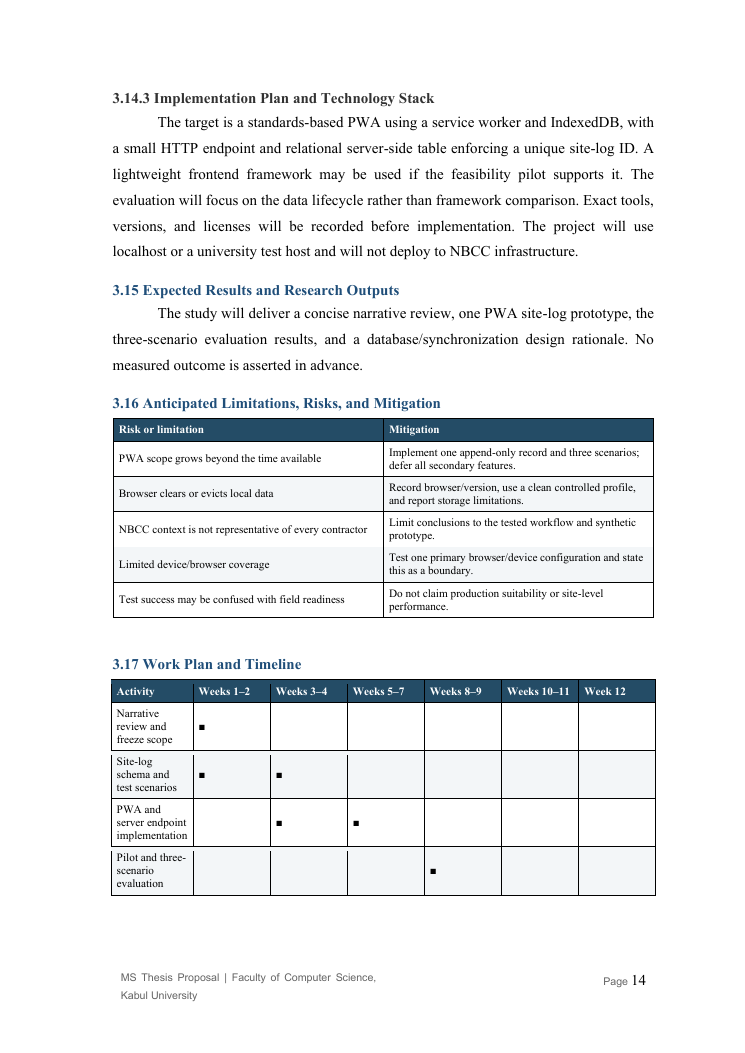 3.14.3 Implementation Plan and Technology Stack
The target is a standards-based PWA using a service worker and IndexedDB, with
a small HTTP endpoint and relational server-side table enforcing a unique site-log ID. A
lightweight frontend framework may be used if the feasibility pilot supports it. The
evaluation will focus on the data lifecycle rather than framework comparison. Exact tools,
versions, and licenses will be recorded before implementation. The project will use
localhost or a university test host and will not deploy to NBCC infrastructure.
3.15 Expected Results and Research Outputs
The study will deliver a concise narrative review, one PWA site-log prototype, the
three-scenario evaluation results, and a database/synchronization design rationale. No
measured outcome is asserted in advance.
3.16 Anticipated Limitations, Risks, and Mitigation
Risk or limitation Mitigation
PWA scope grows beyond the time available
Implement one append-only record and three scenarios;
defer all secondary features.
Browser clears or evicts local data
Record browser/version, use a clean controlled profile,
and report storage limitations.
NBCC context is not representative of every contractor
Limit conclusions to the tested workflow and synthetic
prototype.
Limited device/browser coverage
Test one primary browser/device configuration and state
this as a boundary.
Test success may be confused with field readiness
Do not claim production suitability or site-level
performance.
3.17 Work Plan and Timeline
Activity Weeks 1–2 Weeks 3–4 Weeks 5–7 Weeks 8–9 Weeks 10–11 Week 12
Narrative
review and
freeze scope
■
Site-log
schema and
test scenarios
■ ■
PWA and
server endpoint
implementation
■ ■
Pilot and three-
scenario
evaluation
■
MS Thesis Proposal | Faculty of Computer Science,
Kabul University
Page 14